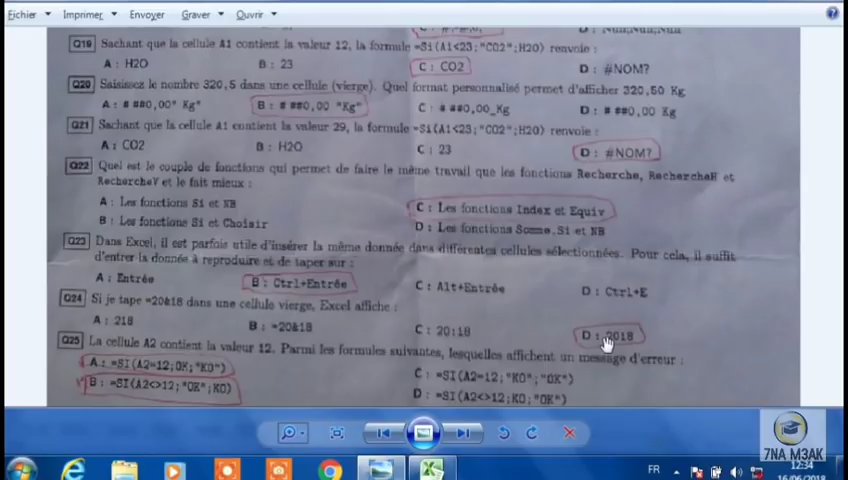 Fichier
Imprimer
Envoyer
Graver
Ouvrir
Q19 Sachant que la cellule A1 contient la valeur 12, la formule =Si(A1<23;"CO2";H2O) renvoie :
A : H2O
B : 23
C : CO2
D : #NOM?
Q20 Saisissez le nombre 320,5 dans une cellule (vierge). Quel format personnalisé permet d'afficher 320,50 Kg
A : # ##0,00" Kg"
B : # ##0,00 "Kg"
C : # ##0,00_Kg
D : # ##0,00 Kg
Q21 Sachant que la cellule A1 contient la valeur 29, la formule =Si(A1<23;"CO2";H2O) renvoie :
A : CO2
B : H2O
C : 23
D : #NOM?
Q22 Quel est le couple de fonctions qui permet de faire le même travail que les fonctions Recherche, RechercheH et
RechercheV et le fait mieux :
A : Les fonctions Si et NB
B : Les fonctions Si et Choisir
C : Les fonctions Index et Equiv
D : Les fonctions Somme.Si et NB
Q23 Dans Excel, il est parfois utile d'insérer la même donnée dans différentes cellules sélectionnées. Pour cela, il suffit
d'entrer la donnée à reproduire et de taper sur :
A : Entrée
B : Ctrl+Entrée
C : Alt+Entrée
D : Ctrl+E
Q24 Si je tape =20&18 dans une cellule vierge, Excel affiche :
A : 218
B : =20&18
C : 20:18
D : 2018
Q25 La cellule A2 contient la valeur 12. Parmi les formules suivantes, lesquelles affichent un message d'erreur :
A : =SI(A2=12;OK;"KO")
B : =SI(A2<>12;"OK";KO)
C : =SI(A2=12;"KO";"OK")
D : =SI(A2<>12;KO;"OK")
7NA M3AK
FR
12:34
16/06/2018